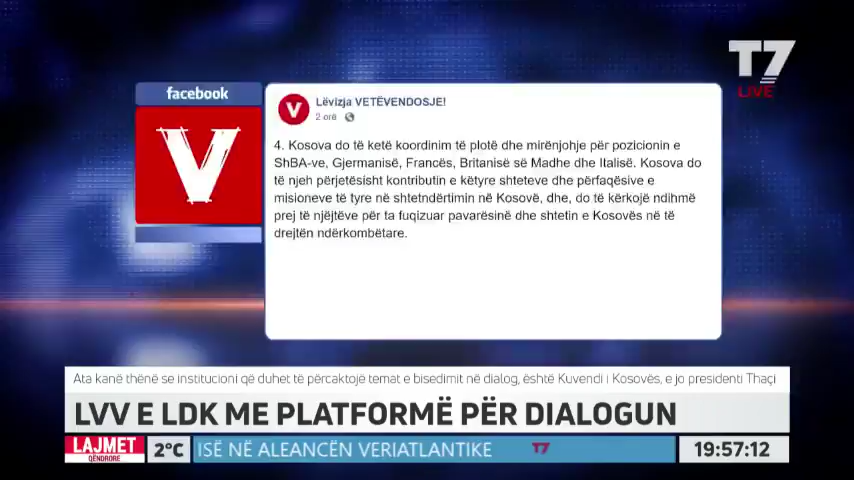 T7
LIVE
facebook
V
V
Lëvizja VETËVENDOSJE!
2 orë
4. Kosova do të ketë koordinim të plotë dhe mirënjohje për pozicionin e
ShBA-ve, Gjermanisë, Francës, Britanisë së Madhe dhe Italisë. Kosova do
të njeh përjetësisht kontributin e këtyre shteteve dhe përfaqësive e
misioneve të tyre në shtetndërtimin në Kosovë, dhe, do të kërkojë ndihmë
prej të njëjtëve për ta fuqizuar pavarësinë dhe shtetin e Kosovës në të
drejtën ndërkombëtare.
Ata kanë thënë se institucioni që duhet të përcaktojë temat e bisedimit në dialog, është Kuvendi i Kosovës, e jo presidenti Thaçi
LVV E LDK ME PLATFORMË PËR DIALOGUN
LAJMET
QËNDRORE
2°C
ISË NË ALEANCËN VERIATLANTIKE
T7
19:57:12